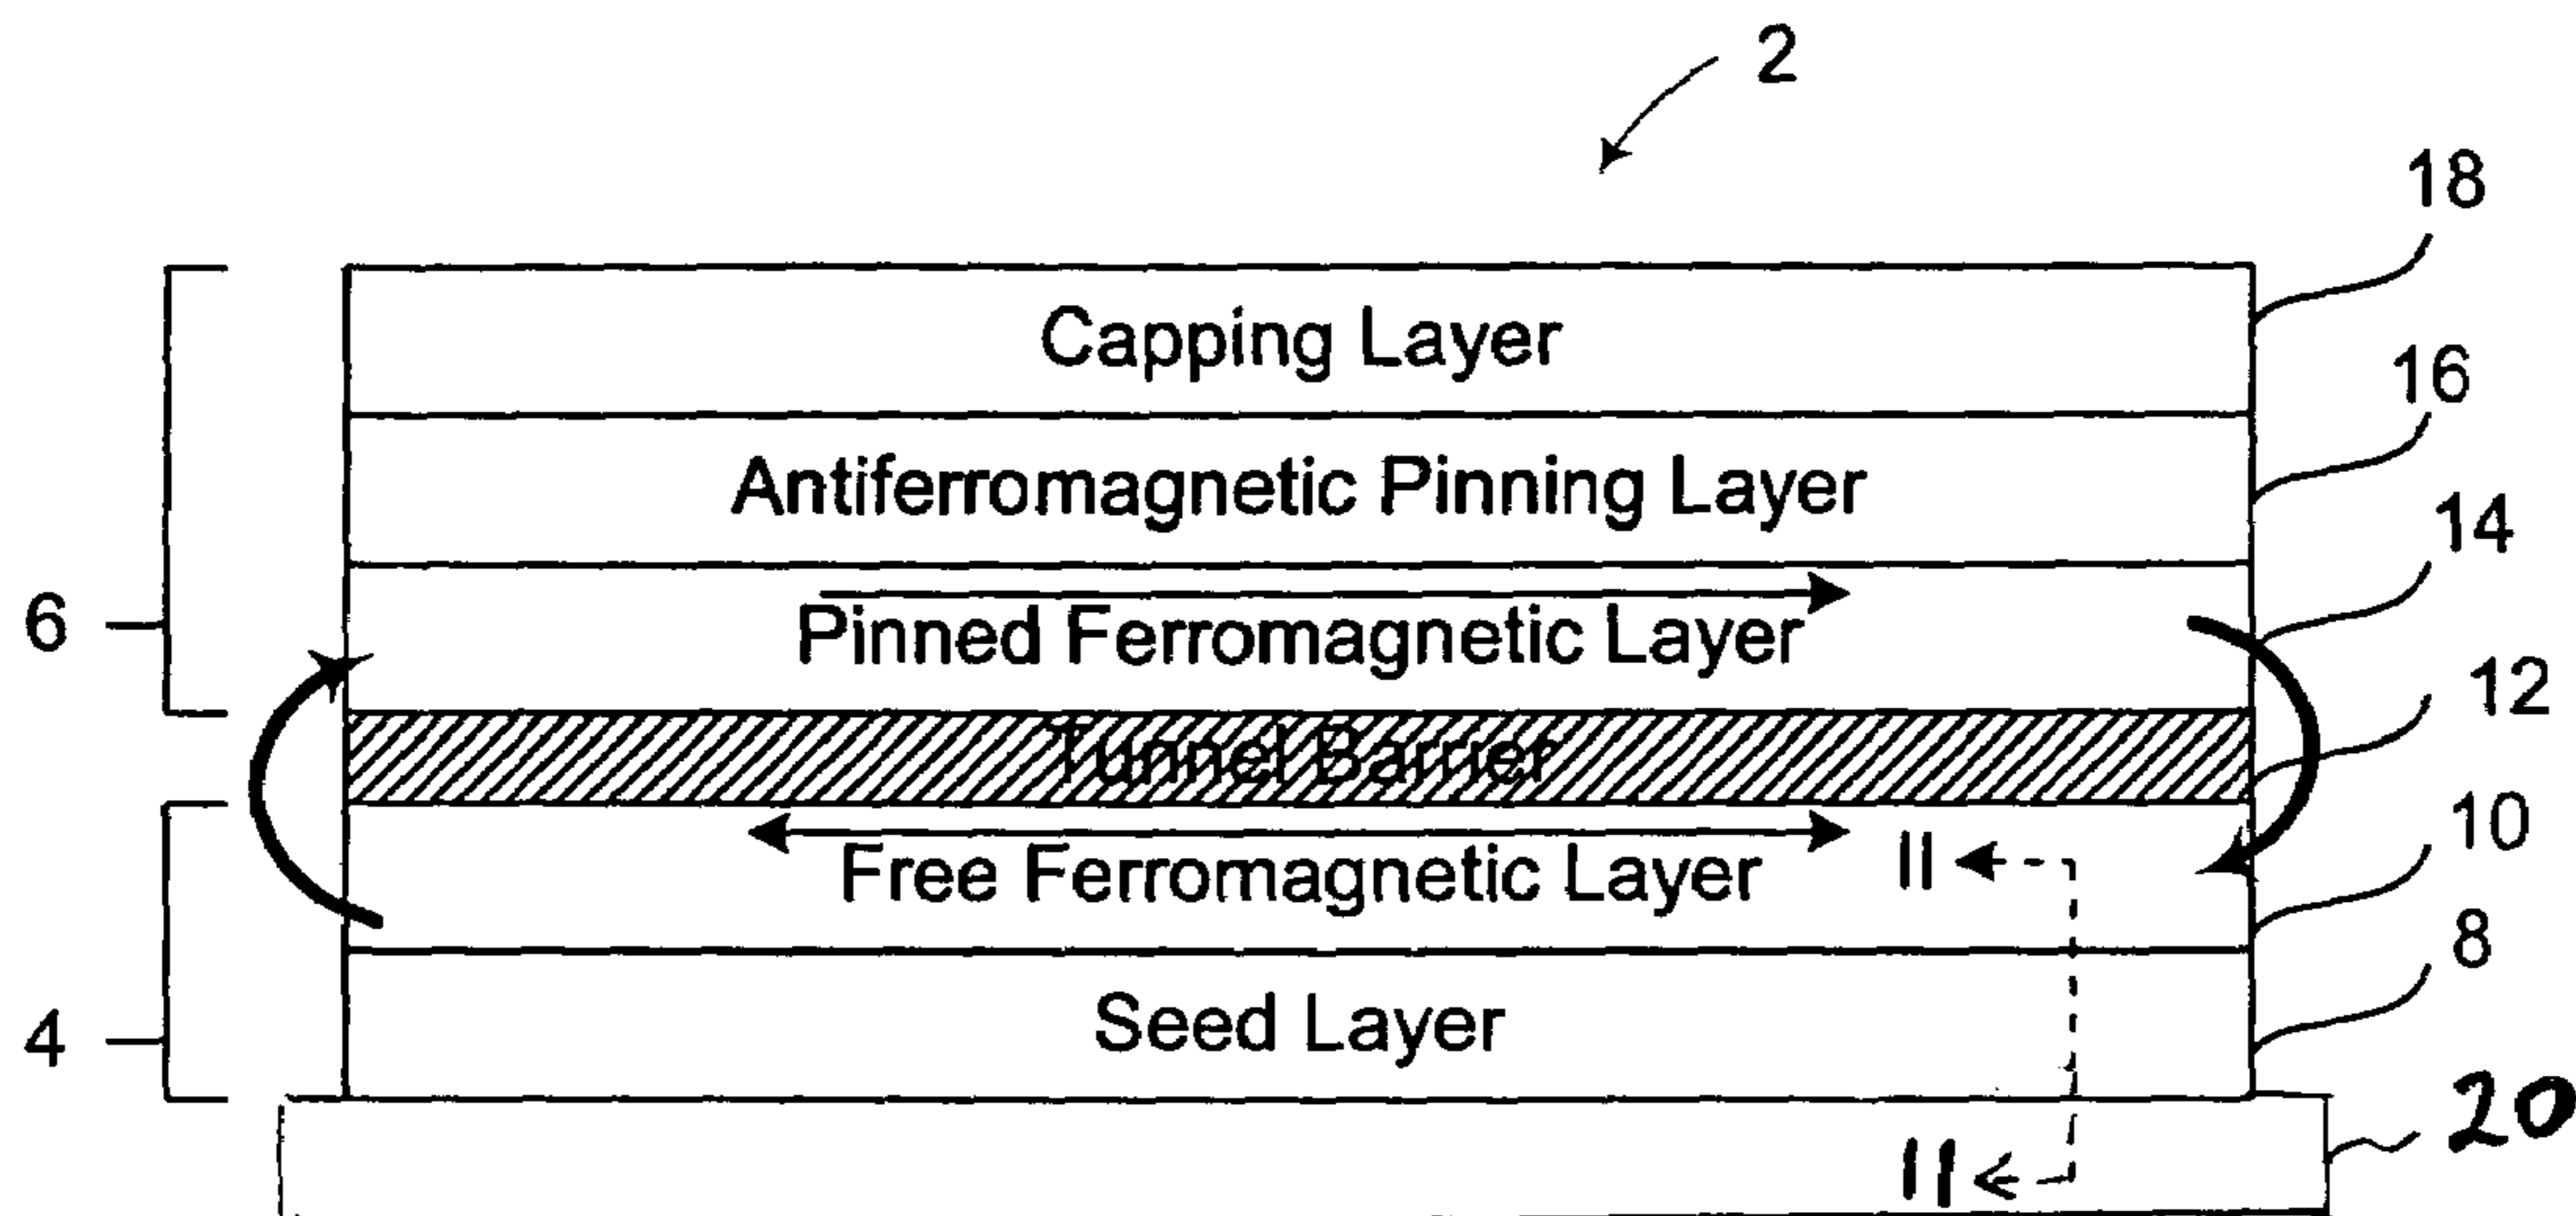 2
18
Capping Layer
16
Antiferromagnetic Pinning Layer
14
Pinned Ferromagnetic Layer
6
12
Tunnel Barrier
10
Free Ferromagnetic Layer
II
8
Seed Layer
4
20
II